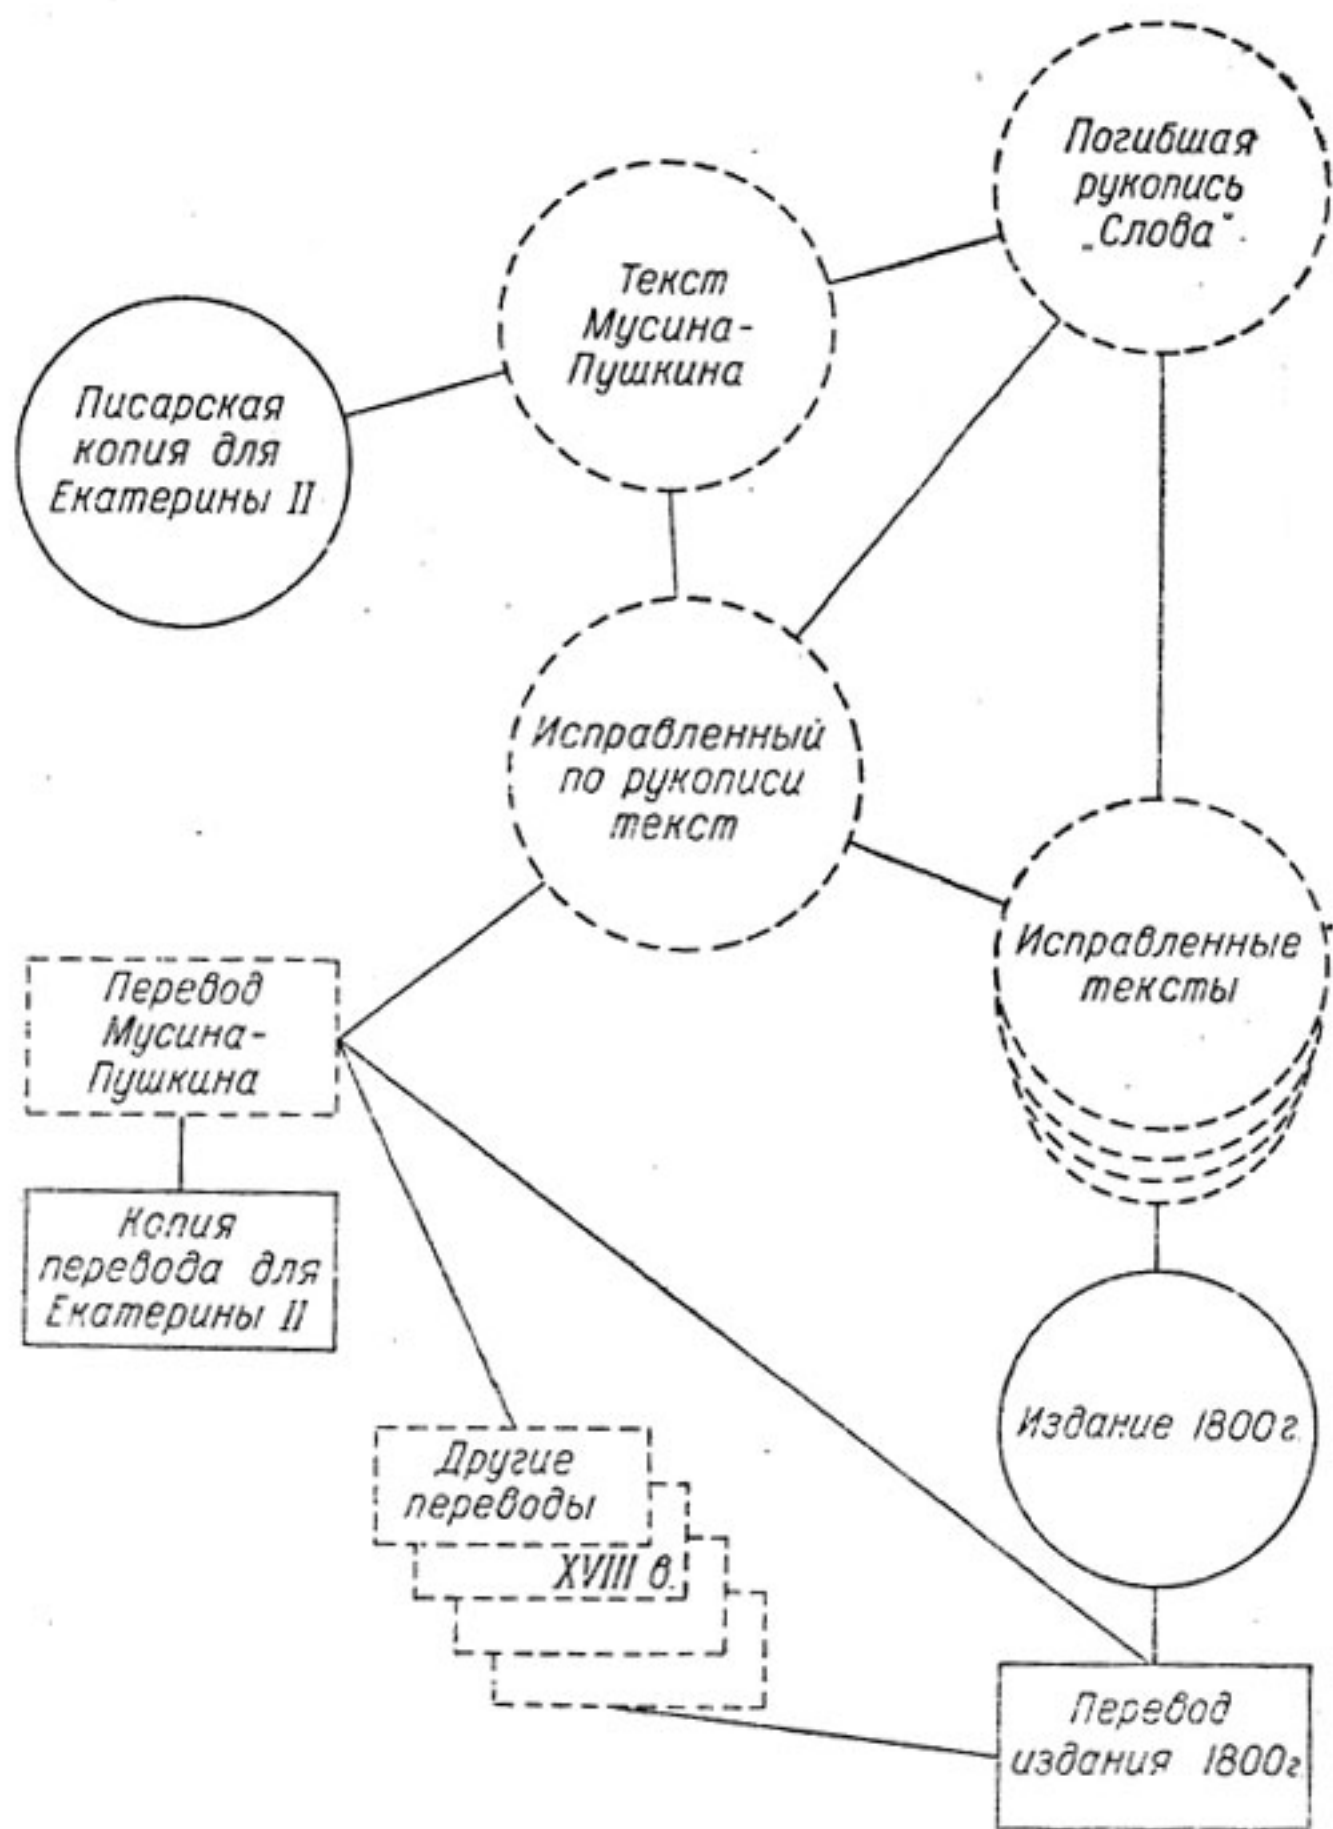 Погибшая
рукопись
„Слова“
Текст
Мусина-
Пушкина
Писарская
копия для
Екатерины II
Исправленный
по рукописи
текст
Исправленные
тексты
Перевод
Мусина-
Пушкина
Копия
перевода для
Екатерины II
Издание 1800г.
Другие
переводы
XVIII в.
Перевод
издания 1800г.